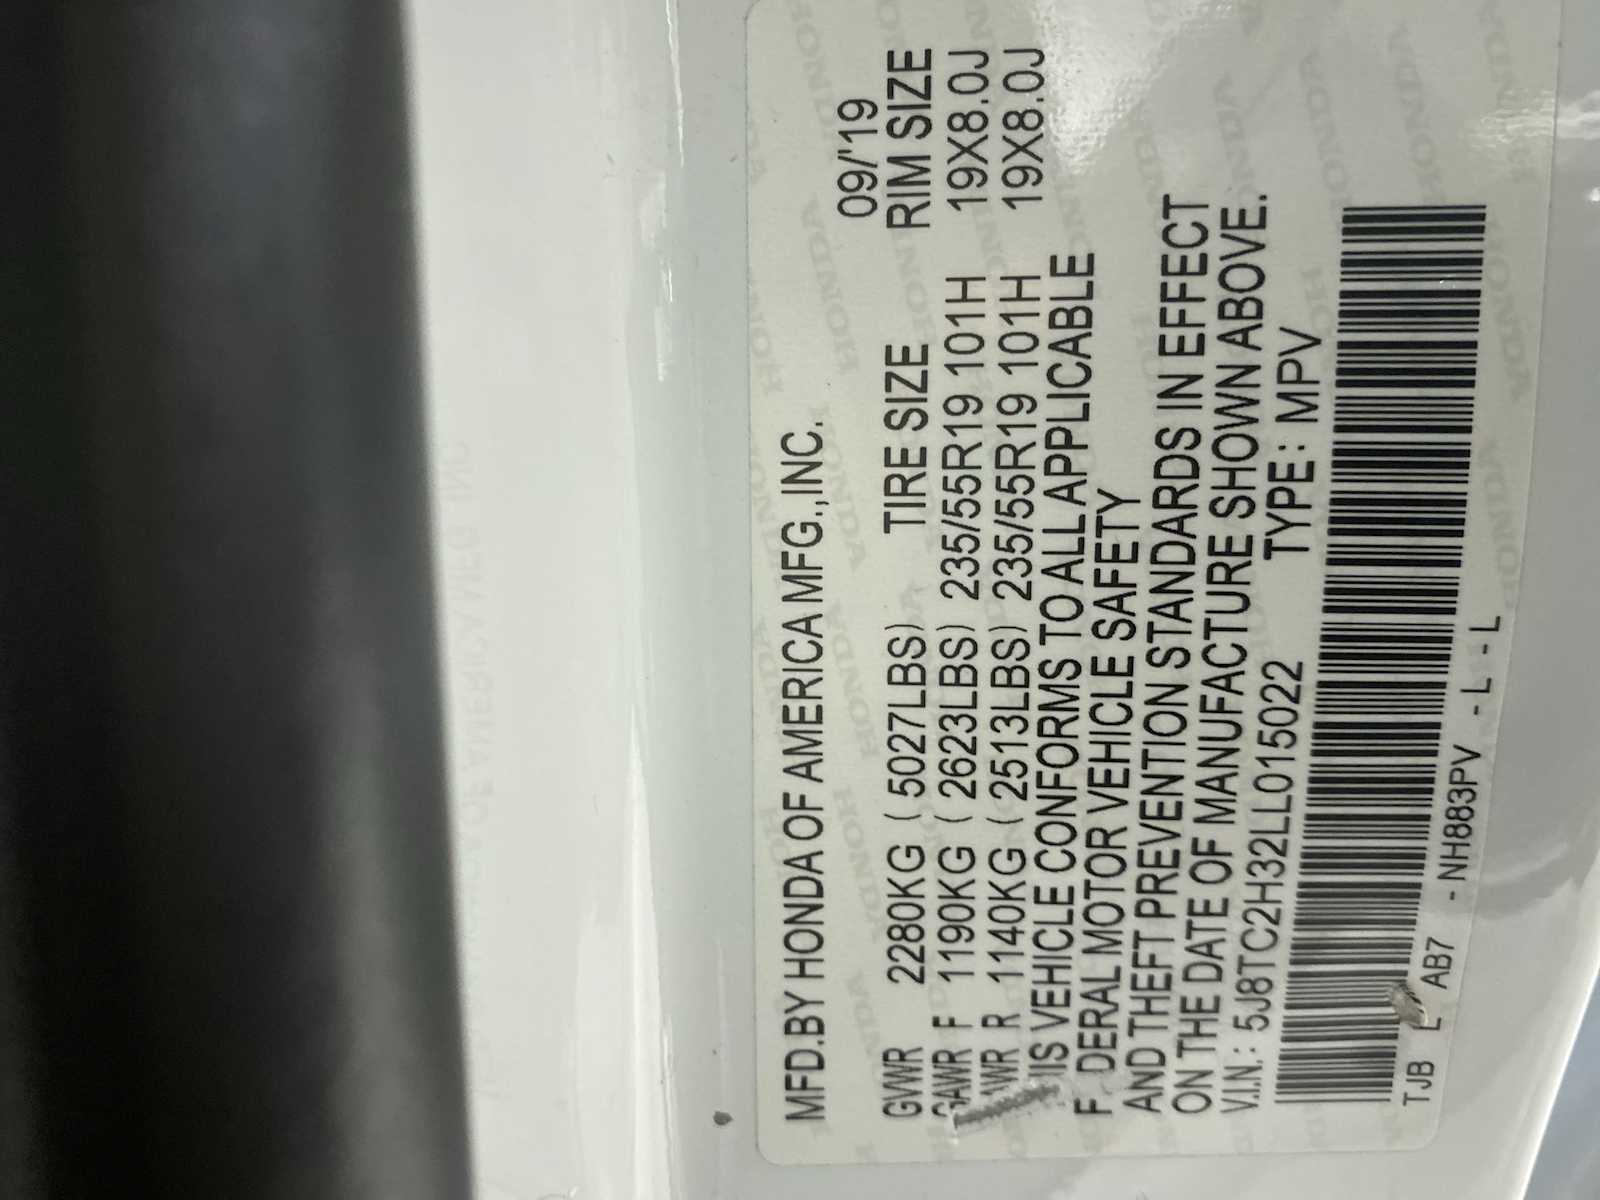 MFD.BY HONDA OF AMERICA MFG.,INC. 09/'19
GVWR 2280KG ( 5027LBS) TIRE SIZE RIM SIZE
GAWR F 1190KG ( 2623LBS) 235/55R19 101H 19X8.0J
GAWR R 1140KG ( 2513LBS) 235/55R19 101H 19X8.0J
IS VEHICLE CONFORMS TO ALL APPLICABLE
F DERAL MOTOR VEHICLE SAFETY
AND THEFT PREVENTION STANDARDS IN EFFECT
ON THE DATE OF MANUFACTURE SHOWN ABOVE.
V.I.N.: 5J8TC2H32LL015022 TYPE: MPV
TJB L AB7 - NH883PV - L - L